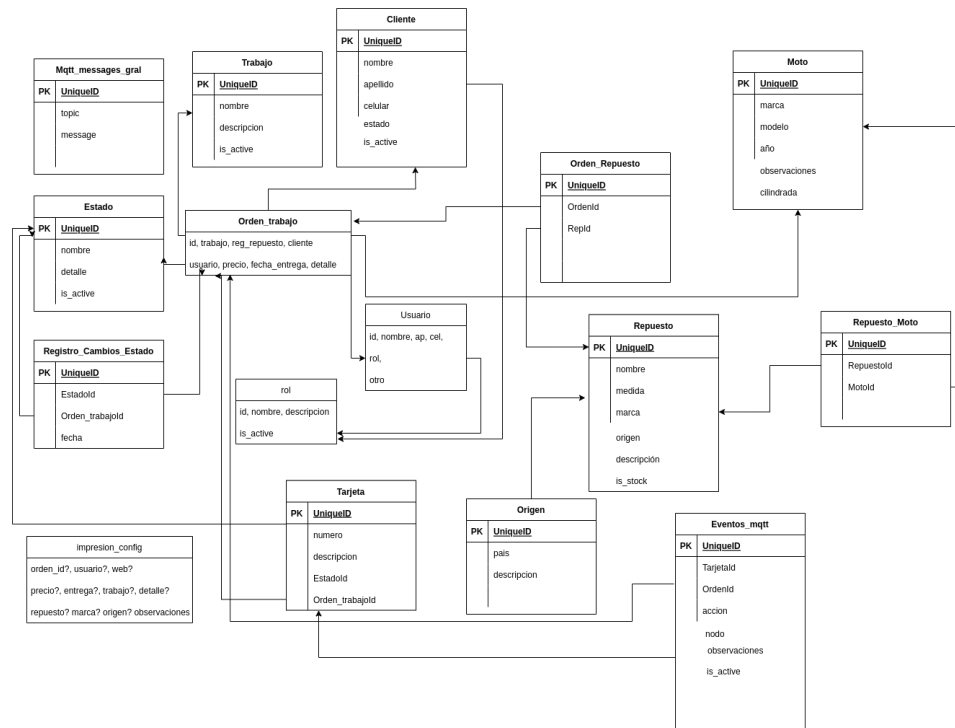 Cliente
PK UniqueID
nombre
apellido
celular
estado
is_active
Mqtt_messages_gral
PK UniqueID
topic
message
Trabajo
PK UniqueID
nombre
descripcion
is_active
Moto
PK UniqueID
marca
modelo
año
observaciones
cilindrada
Orden_Repuesto
PK UniqueID
OrdenId
RepId
Estado
PK UniqueID
nombre
detalle
is_active
Orden_trabajo
id, trabajo, reg_repuesto, cliente
usuario, precio, fecha_entrega, detalle
Usuario
id, nombre, ap, cel,
rol,
otro
Repuesto
PK UniqueID
nombre
medida
marca
origen
descripción
is_stock
Repuesto_Moto
PK UniqueID
RepuestoId
MotoId
Registro_Cambios_Estado
PK UniqueID
EstadoId
Orden_trabajoId
fecha
rol
id, nombre, descripcion
is_active
Tarjeta
PK UniqueID
numero
descripcion
EstadoId
Orden_trabajoId
Origen
PK UniqueID
pais
descripcion
Eventos_mqtt
PK UniqueID
TarjetaId
OrdenId
accion
nodo
observaciones
is_active
impresion_config
orden_id?, usuario?, web?
precio?, entrega?, trabajo?, detalle?
repuesto? marca? origen? observaciones